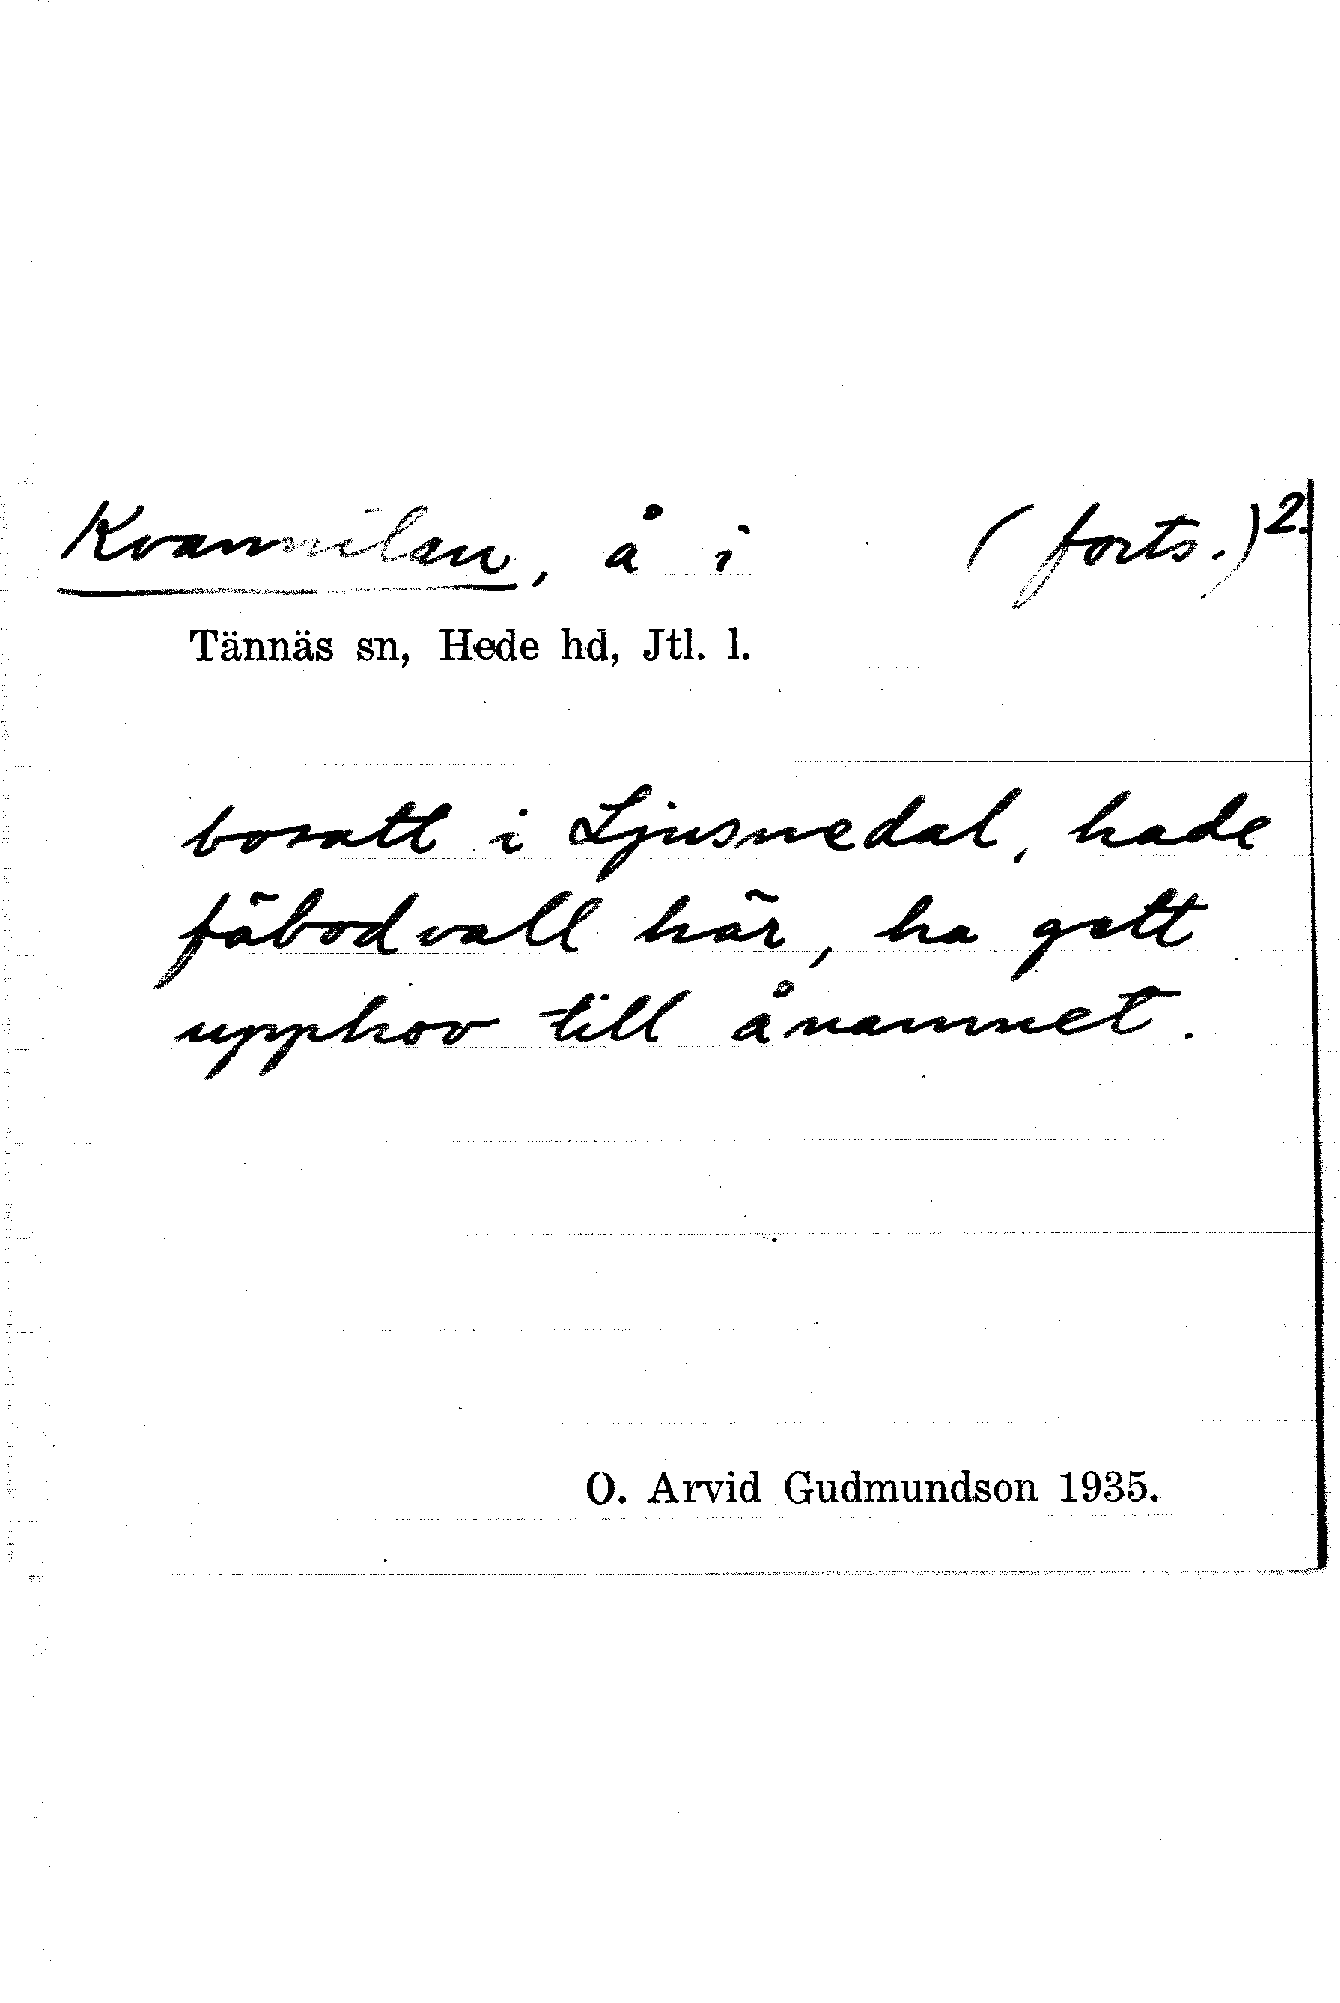 Kvarnilan, å i (forts.) 2.
Tännäs sn, Hede hd, Jtl. l.
bosatt i Ljusnedal, hade
fäbodvall här, ha gett
upphov till ånamnet.
O. Arvid Gudmundson 1935.